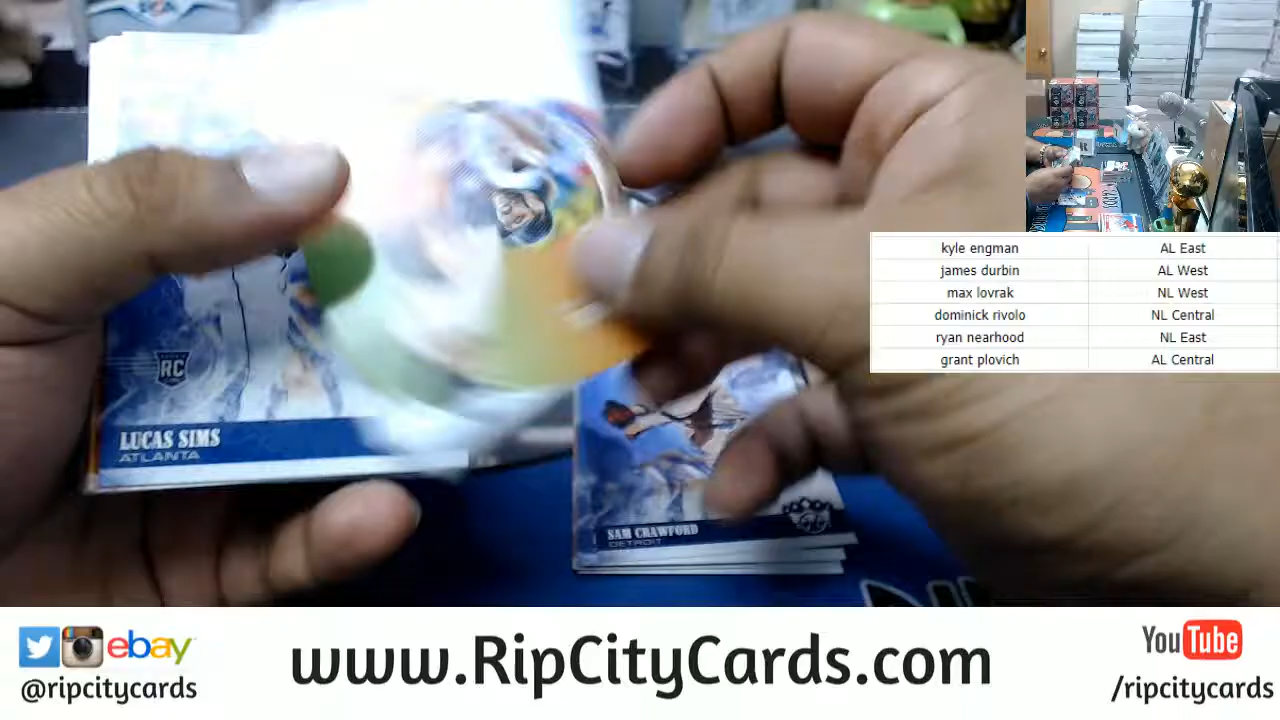 kyle engman AL East
james durbin AL West
max lovrak NL West
dominick rivolo NL Central
ryan nearhood NL East
grant plovich AL Central
RC
LUCAS SIMS
ATLANTA
SAM CRAWFORD
DETROIT
ebay
@ripcitycards
www.RipCityCards.com
YouTube
/ripcitycards